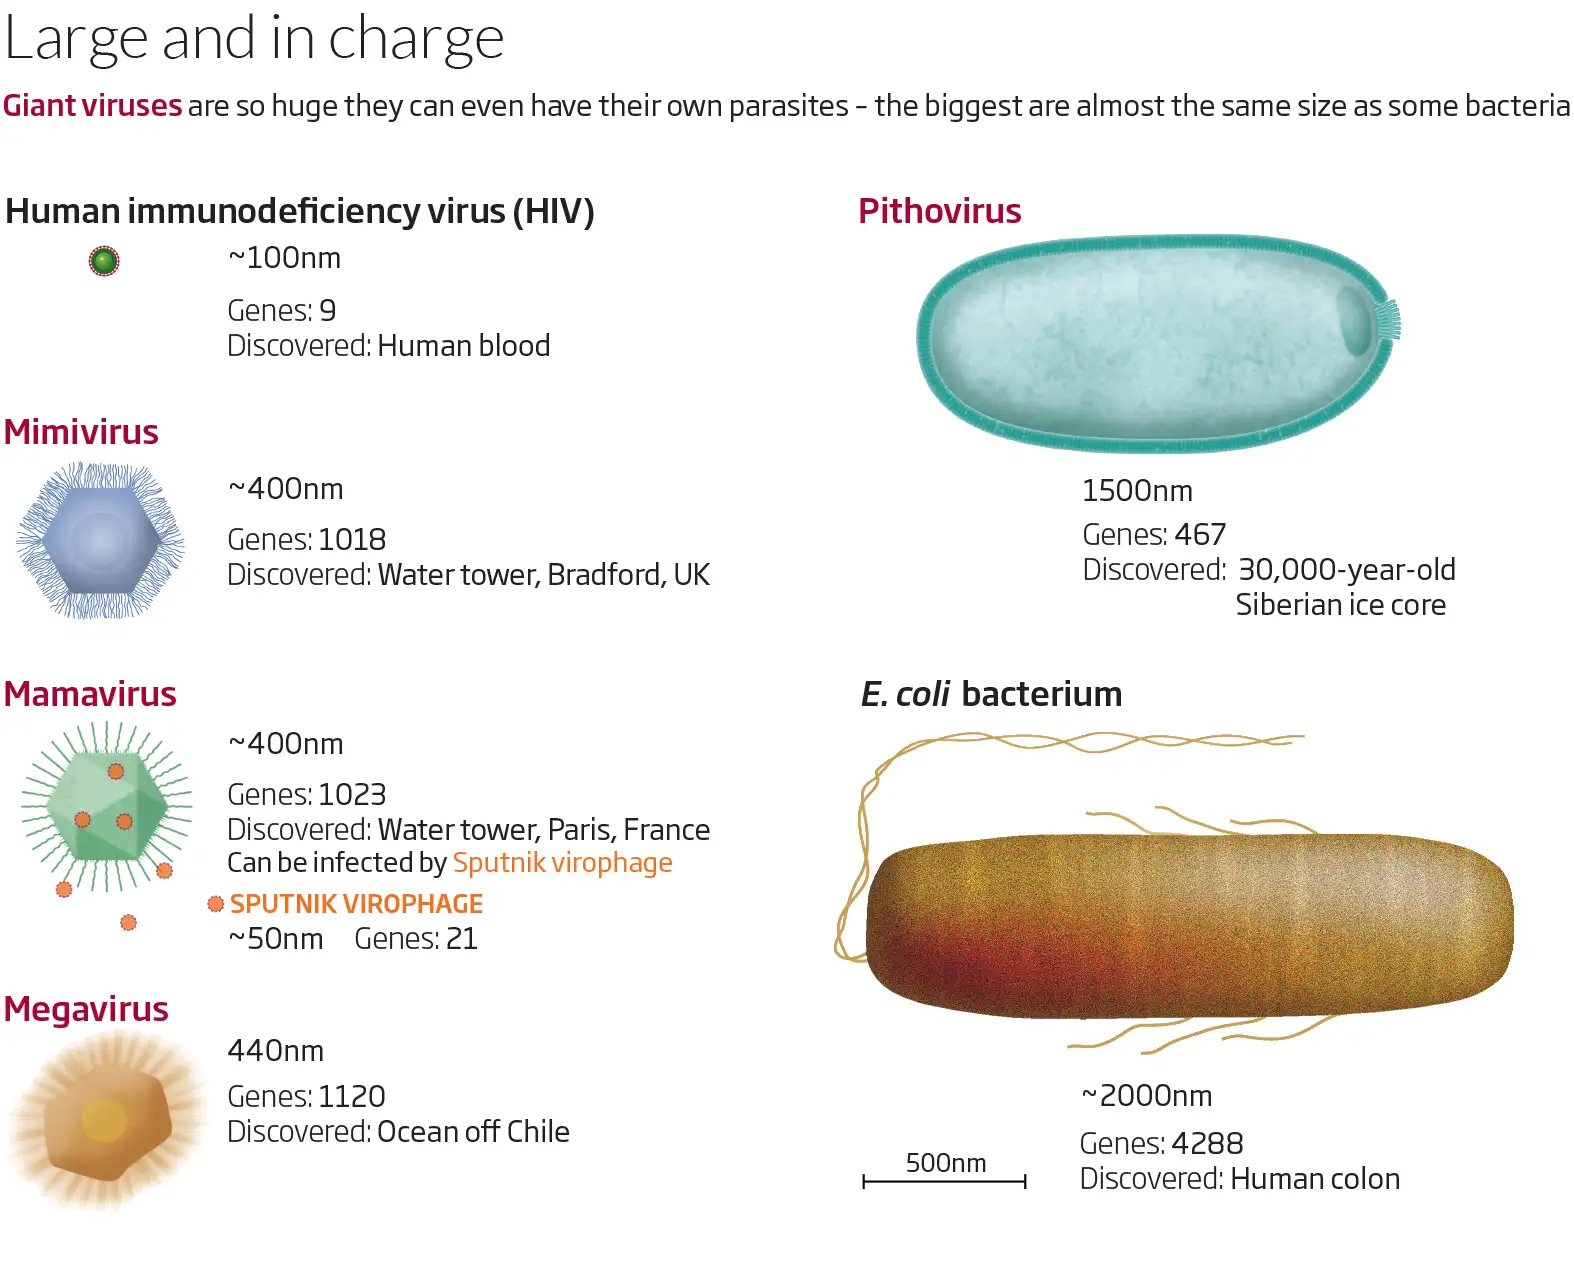 Large and in charge
Giant viruses are so huge they can even have their own parasites – the biggest are almost the same size as some bacteria
Human immunodeficiency virus (HIV)
~100nm
Genes: 9
Discovered: Human blood
Mimivirus
~400nm
Genes: 1018
Discovered: Water tower, Bradford, UK
Mamavirus
~400nm
Genes: 1023
Discovered: Water tower, Paris, France
Can be infected by Sputnik virophage
SPUTNIK VIROPHAGE
~50nm Genes: 21
Megavirus
440nm
Genes: 1120
Discovered: Ocean off Chile
Pithovirus
1500nm
Genes: 467
Discovered: 30,000-year-old
Siberian ice core
E. coli bacterium
~2000nm
Genes: 4288
Discovered: Human colon
500nm